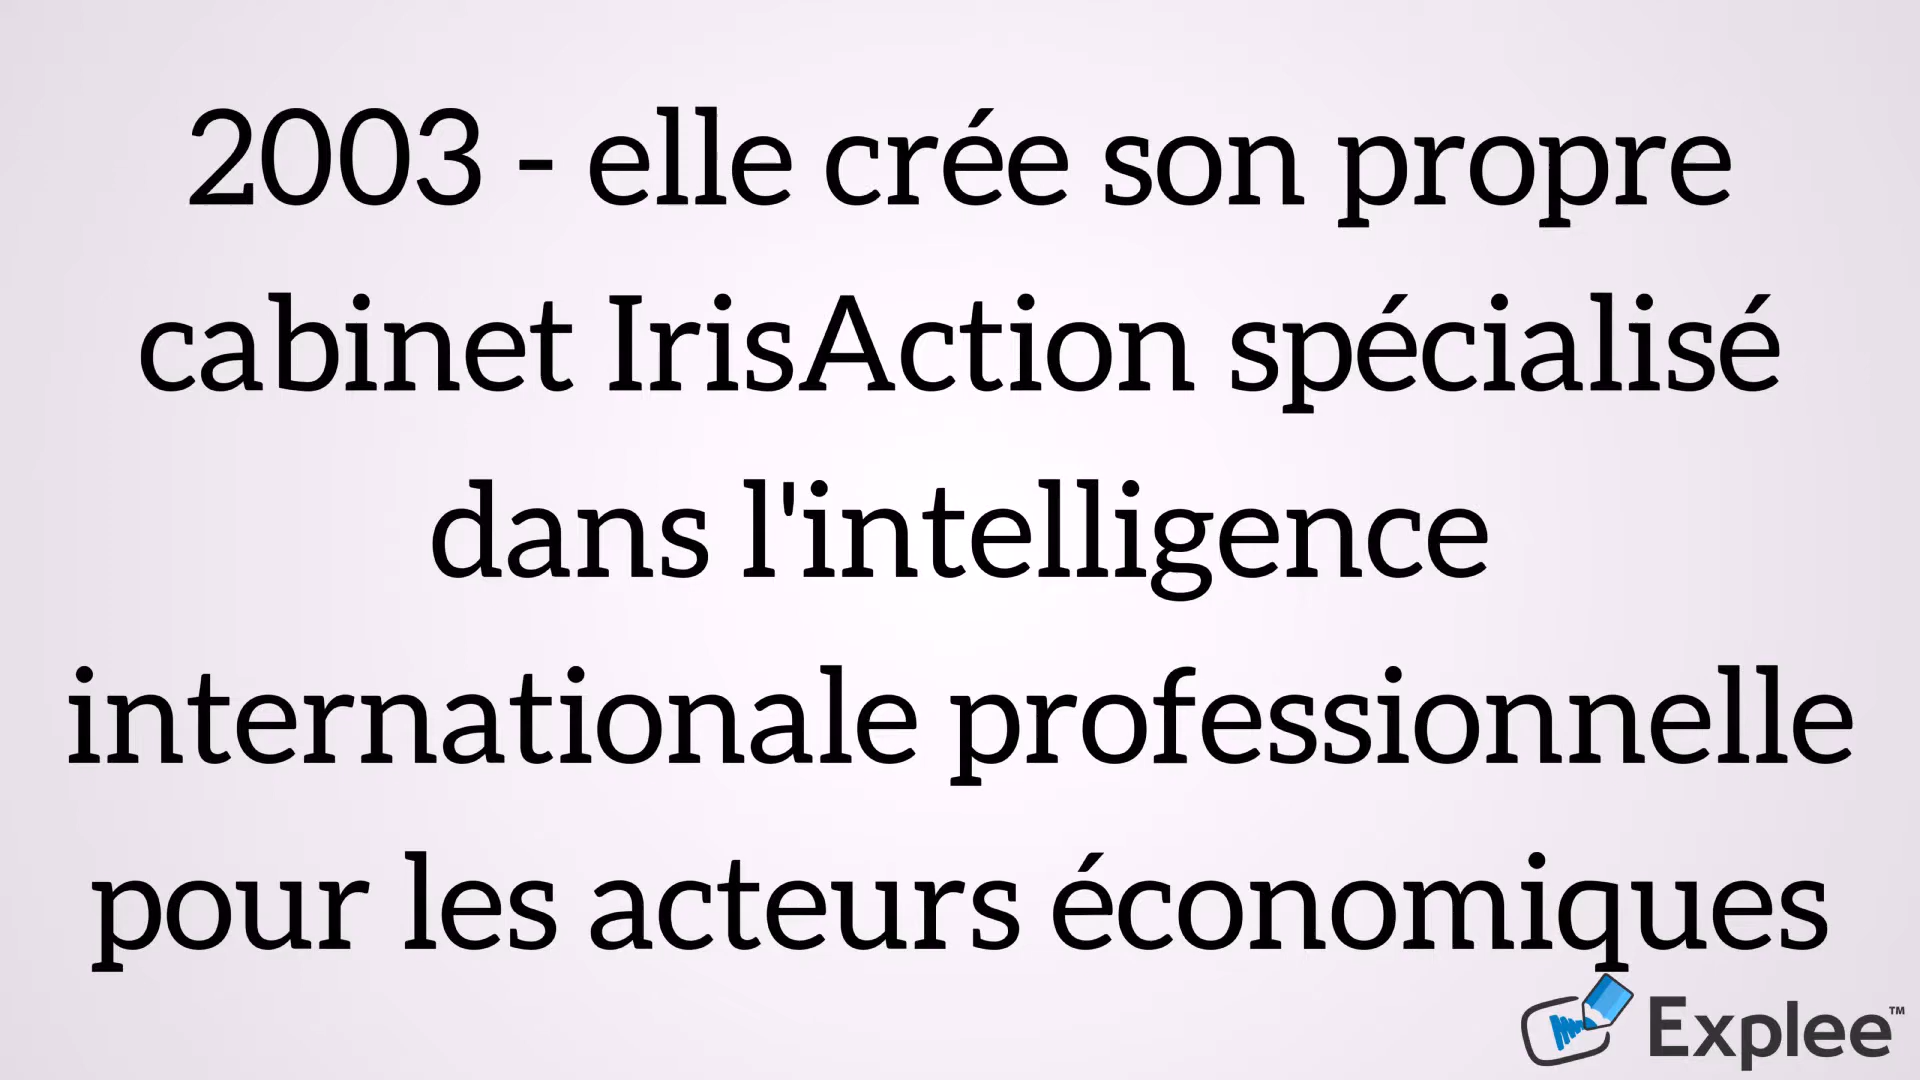 2003 - elle crée son propre
cabinet IrisAction spécialisé
dans l'intelligence
internationale professionnelle
pour les acteurs économiques
Explee™